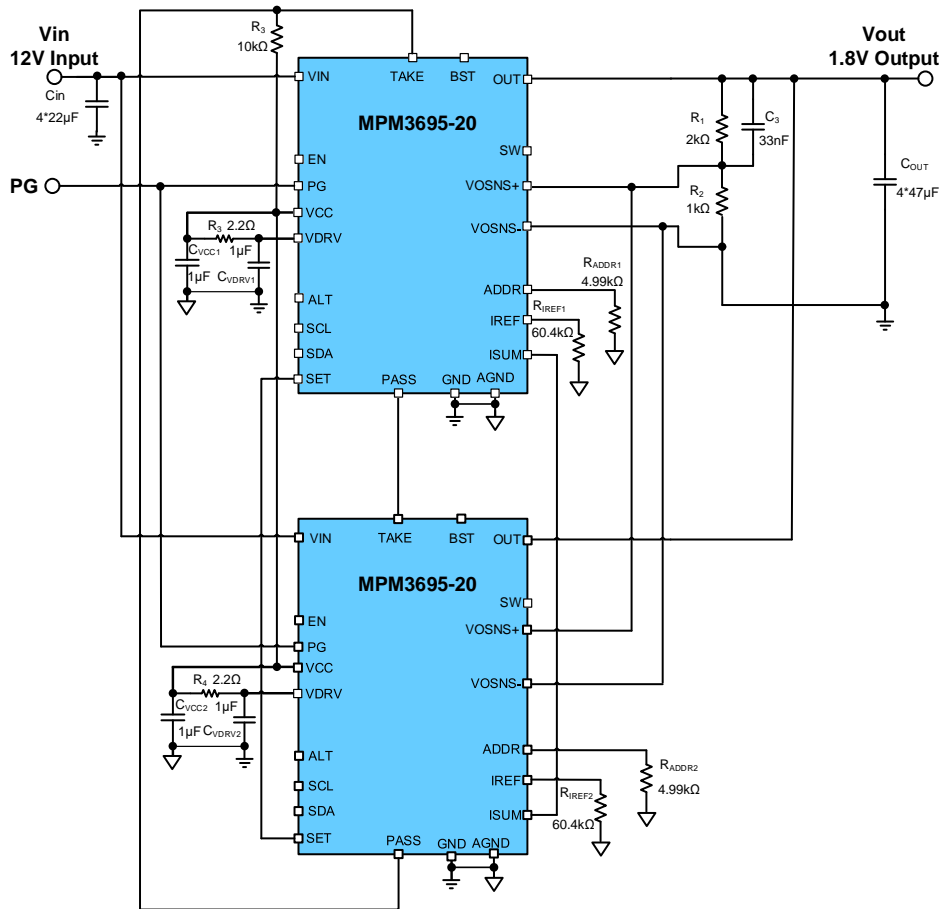 Vin
12V Input
Cin
4*22µF
PG
R3
10kΩ
Vout
1.8V Output
TAKE
BST
VIN
OUT
MPM3695-20
EN
SW
PG
VOSNS+
VCC
VDRV
VOSNS-
ALT
ADDR
SCL
IREF
SDA
ISUM
SET
PASS
GND
AGND
R3 2.2Ω
CVCC1
1µF
1µF
CVDRV1
R1
2kΩ
C3
33nF
R2
1kΩ
COUT
4*47µF
RADDR1
4.99kΩ
RIREF1
60.4kΩ
TAKE
BST
VIN
OUT
MPM3695-20
EN
SW
PG
VOSNS+
VCC
VDRV
VOSNS-
ALT
ADDR
SCL
IREF
SDA
ISUM
SET
PASS
GND
AGND
R4 2.2Ω
CVCC2
1µF
1µF
CVDRV2
RADDR2
4.99kΩ
RIREF2
60.4kΩ